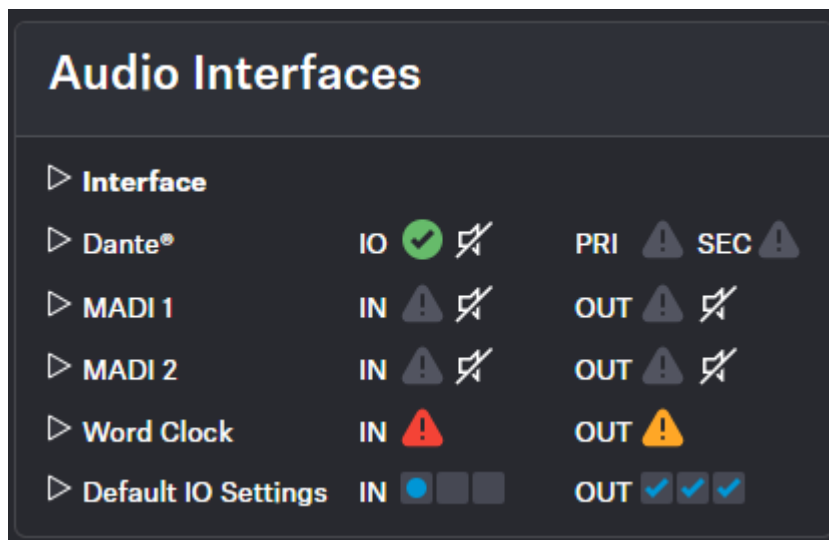 Audio Interfaces
Interface
Dante® IO PRI SEC
MADI 1 IN OUT
MADI 2 IN OUT
Word Clock IN OUT
Default IO Settings IN OUT